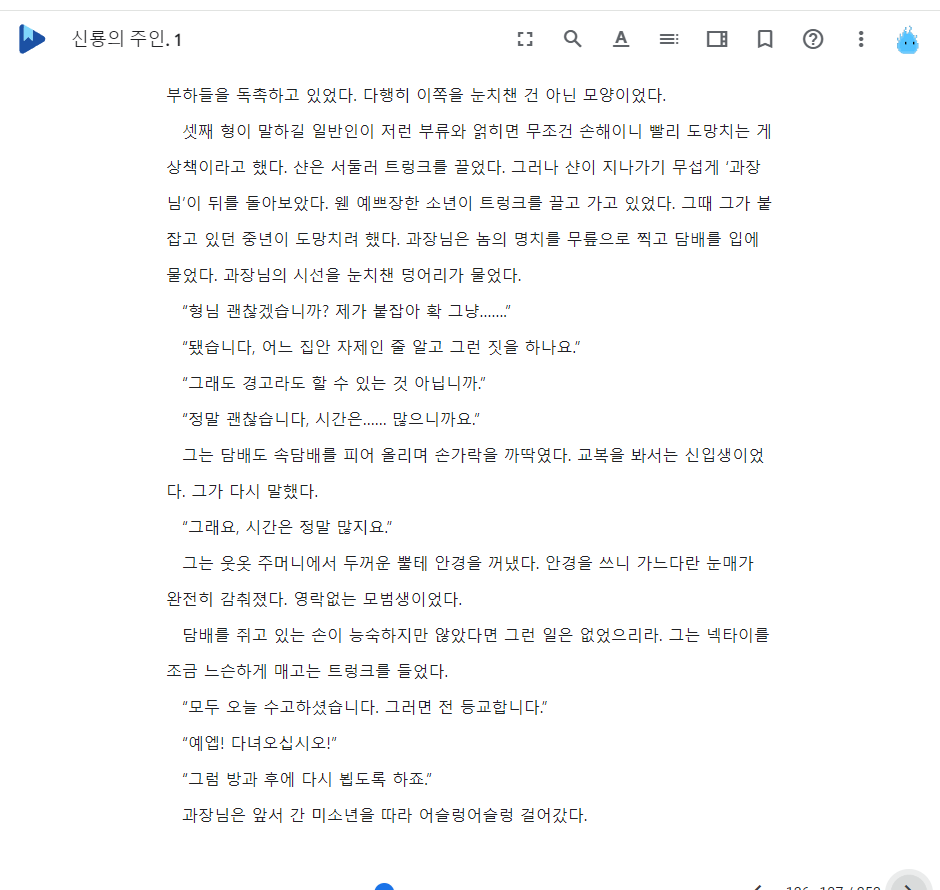 신룡의 주인. 1
부하들을 독촉하고 있었다. 다행히 이쪽을 눈치챈 건 아닌 모양이었다.
셋째 형이 말하길 일반인이 저런 부류와 얽히면 무조건 손해이니 빨리 도망치는 게
상책이라고 했다. 샨은 서둘러 트렁크를 끌었다. 그러나 샨이 지나가기 무섭게 ‘과장
님’이 뒤를 돌아보았다. 웬 예쁘장한 소년이 트렁크를 끌고 가고 있었다. 그때 그가 붙
잡고 있던 중년이 도망치려 했다. 과장님은 놈의 명치를 무릎으로 찍고 담배를 입에
물었다. 과장님의 시선을 눈치챈 덩어리가 물었다.
“형님 괜찮겠습니까? 제가 붙잡아 확 그냥.......”
“됐습니다, 어느 집안 자제인 줄 알고 그런 짓을 하나요.”
“그래도 경고라도 할 수 있는 것 아닙니까.”
“정말 괜찮습니다, 시간은...... 많으니까요.”
그는 담배도 속담배를 피어 올리며 손가락을 까딱였다. 교복을 봐서는 신입생이었
다. 그가 다시 말했다.
“그래요, 시간은 정말 많지요.”
그는 웃옷 주머니에서 두꺼운 뿔테 안경을 꺼냈다. 안경을 쓰니 가느다란 눈매가
완전히 감춰졌다. 영락없는 모범생이었다.
담배를 쥐고 있는 손이 능숙하지만 않았다면 그런 일은 없었으리라. 그는 넥타이를
조금 느슨하게 매고는 트렁크를 들었다.
“모두 오늘 수고하셨습니다. 그러면 전 등교합니다.”
“예엡! 다녀오십시오!”
“그럼 방과 후에 다시 뵙도록 하죠.”
과장님은 앞서 간 미소년을 따라 어슬렁어슬렁 걸어갔다.